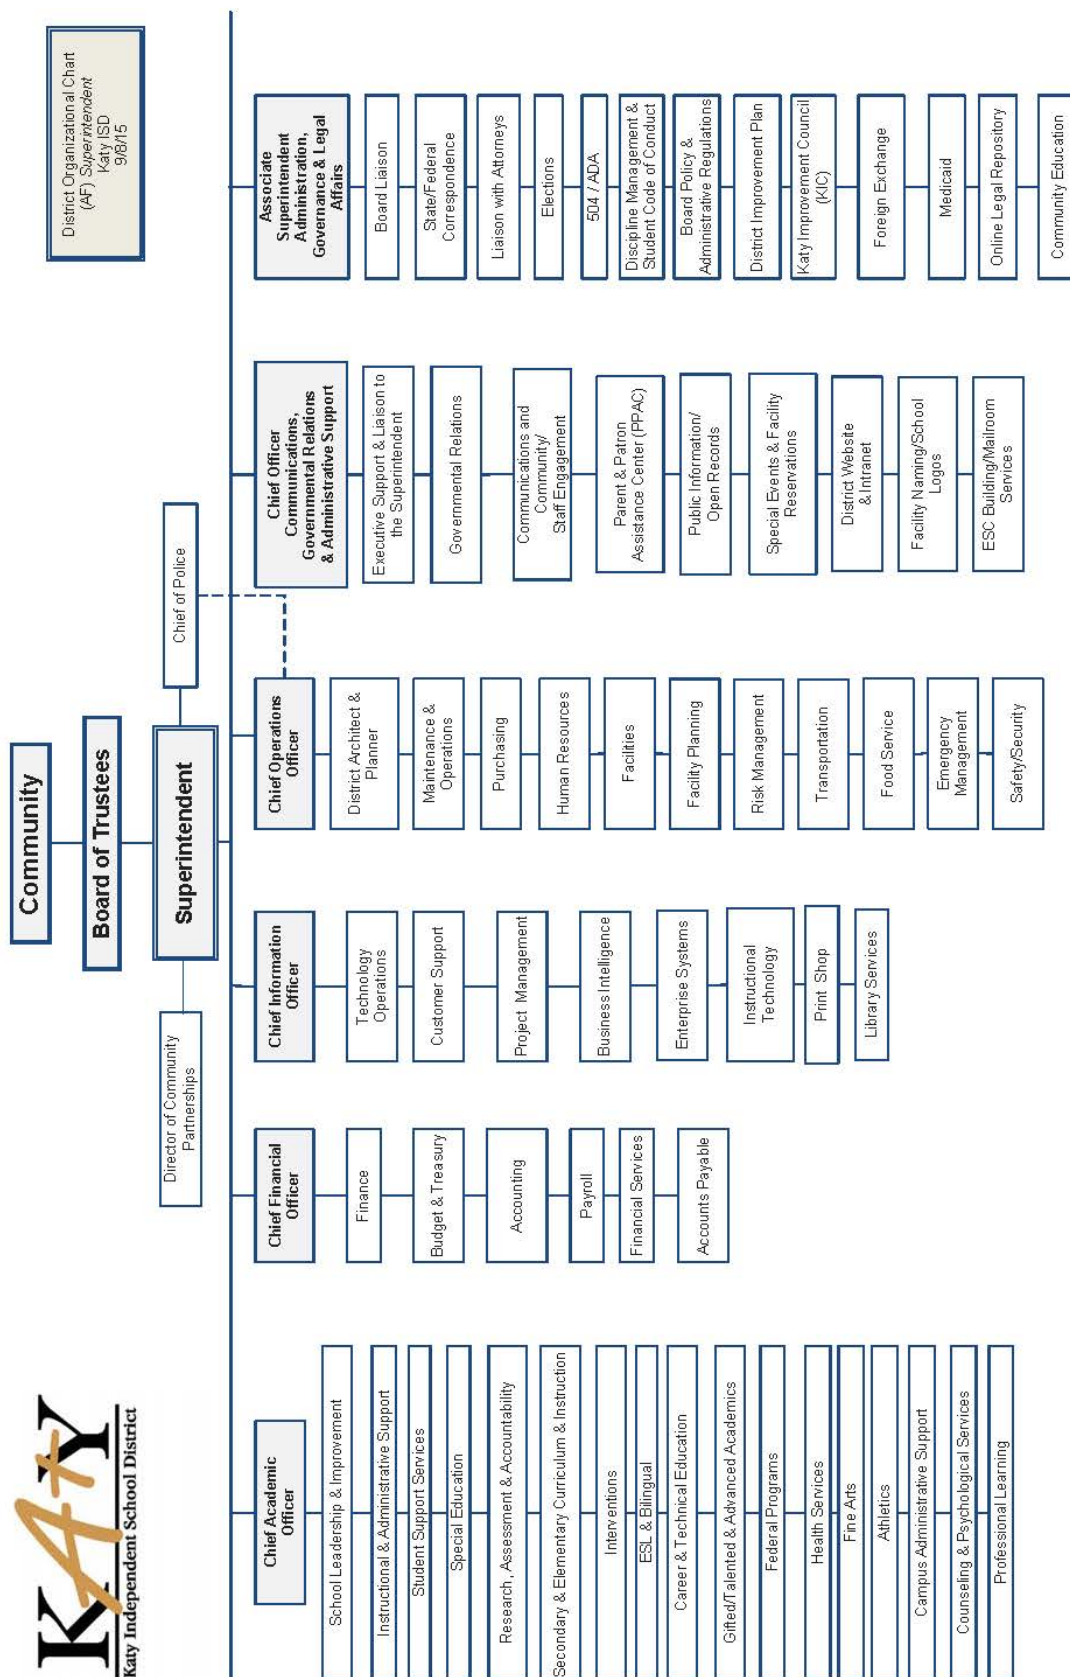 KAtY
Katy Independent School District
Community
Board of Trustees
Superintendent
Director of Community
Partnerships
Chief of Police
District Organizational Chart
(AF) Superintendent
Katy ISD
9/8/15
Chief Academic
Officer
School Leadership & Improvement
Instructional & Administrative Support
Student Support Services
Special Education
Research, Assessment & Accountability
Secondary & Elementary Curriculum & Instruction
Interventions
ESL & Bilingual
Career & Technical Education
Gifted/Talented & Advanced Academics
Federal Programs
Health Services
Fine Arts
Athletics
Campus Administrative Support
Counseling & Psychological Services
Professional Learning
Chief Financial
Officer
Finance
Budget & Treasury
Accounting
Payroll
Financial Services
Accounts Payable
Chief Information
Officer
Technology
Operations
Customer Support
Project Management
Business Intelligence
Enterprise Systems
Instructional
Technology
Print Shop
Library Services
Chief Operations
Officer
District Architect &
Planner
Maintenance &
Operations
Purchasing
Human Resources
Facilities
Facility Planning
Risk Management
Transportation
Food Service
Emergency
Management
Safety/Security
Chief Officer
Communications,
Governmental Relations
& Administrative Support
Executive Support & Liaison to
the Superintendent
Governmental Relations
Communications and
Community/
Staff Engagement
Parent & Patron
Assistance Center (PPAC)
Public Information/
Open Records
Special Events & Facility
Reservations
District Website
& Intranet
Facility Naming/School
Logos
ESC Building/Mailroom
Services
Associate
Superintendent
Administration,
Governance & Legal
Affairs
Board Liaison
State/Federal
Correspondence
Liaison with Attorneys
Elections
504 / ADA
Discipline Management &
Student Code of Conduct
Board Policy &
Administrative Regulations
District Improvement Plan
Katy Improvement Council
(KIC)
Foreign Exchange
Medicaid
Online Legal Repository
Community Education